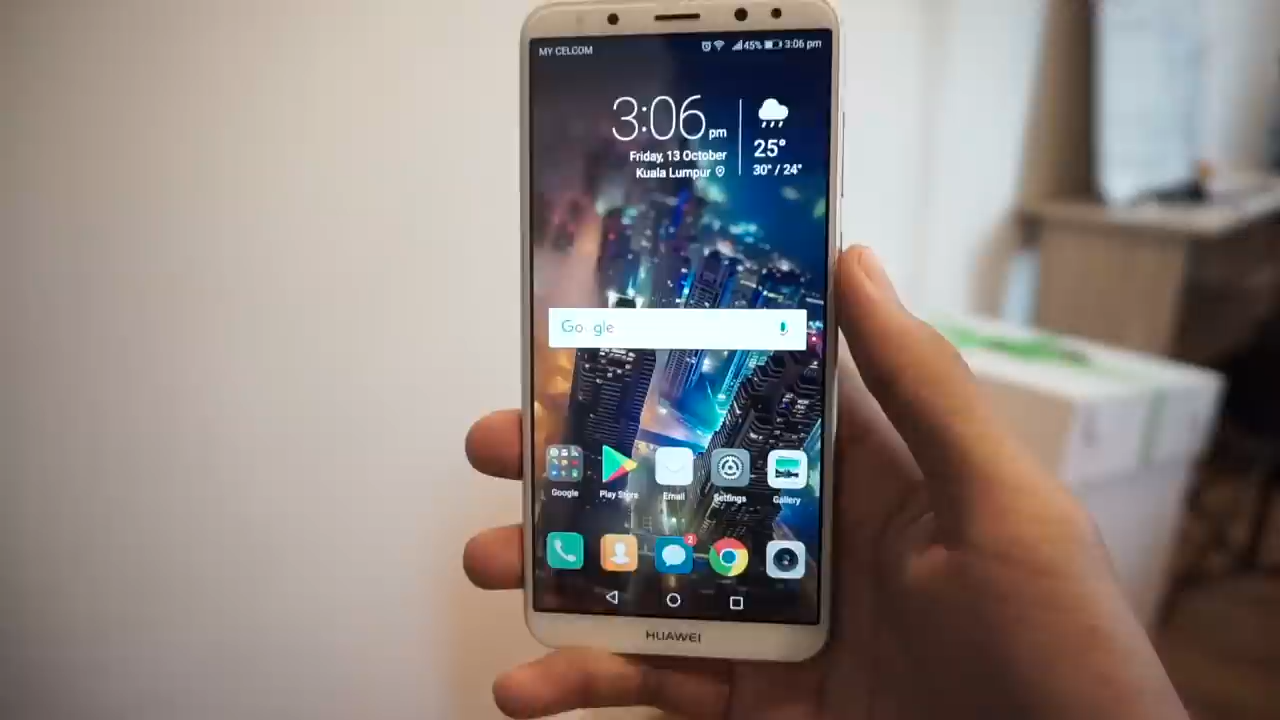 MY CELCOM
45% 3:06 pm
3:06 pm
Friday, 13 October
Kuala Lumpur
25°
30° / 24°
Google
Google
Play Store
Email
Settings
Gallery
2
HUAWEI